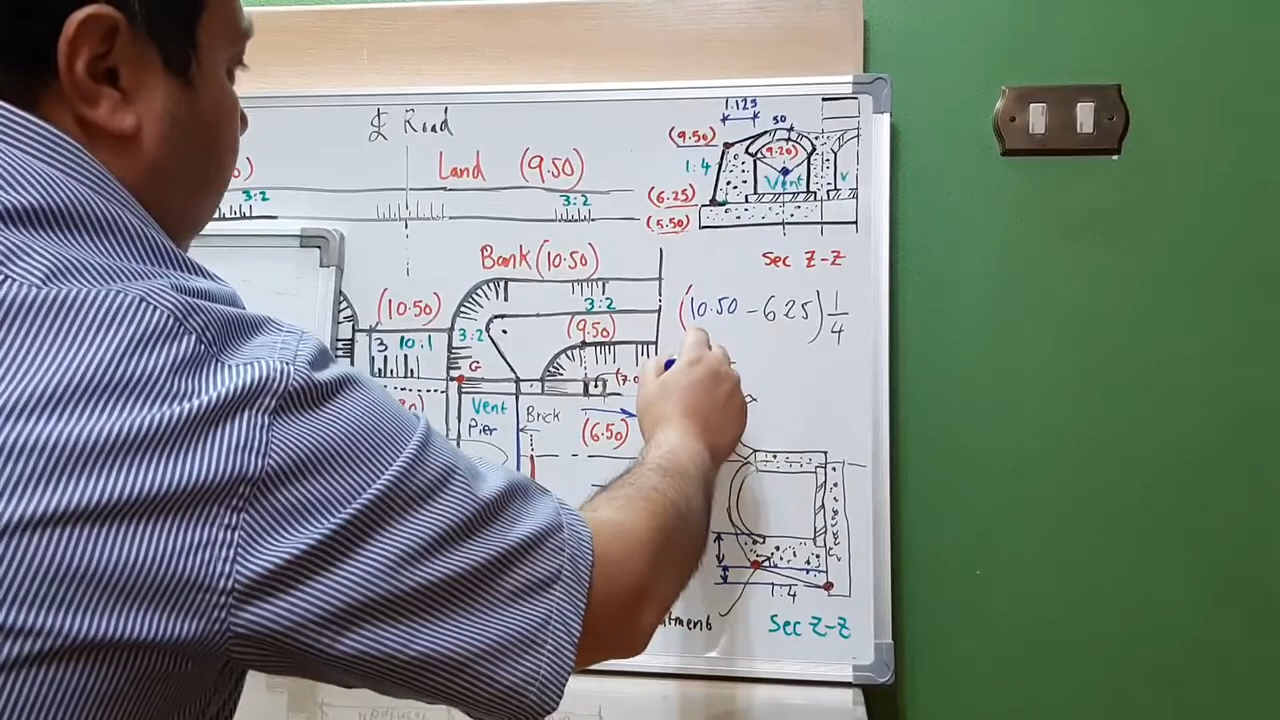 ℄ Road
1.125
50
(9.50)
(9.20)
1:4
Vent
v
(6.25)
(5.50)
Sec Z-Z
Land (9.50)
3:2
3:2
Bank (10.50)
(10.50 - 6.25) 1/4
(10.50)
3:2
(9.50)
3:2
3 10:1
G
(7.0
Vent
Pier
Brick
(6.50)
1:4
Sec Z-Z